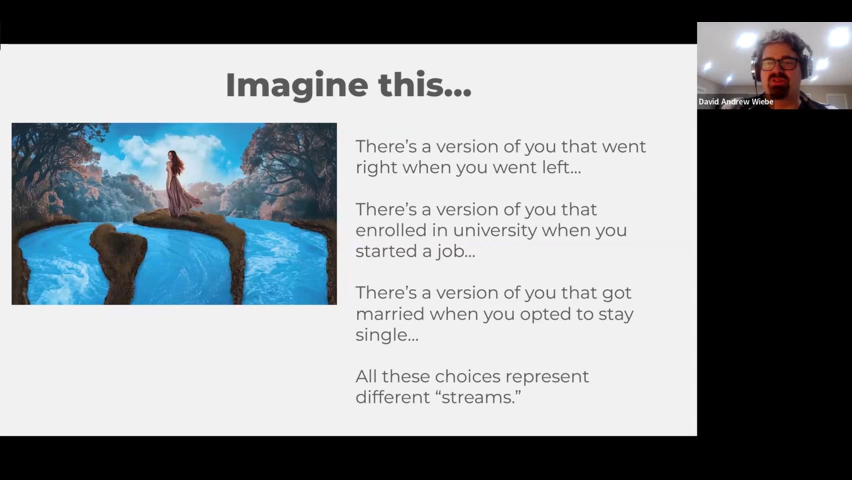 Imagine this...
There's a version of you that went
right when you went left...
There's a version of you that
enrolled in university when you
started a job...
There's a version of you that got
married when you opted to stay
single...
All these choices represent
different “streams.”
David Andrew Wiebe